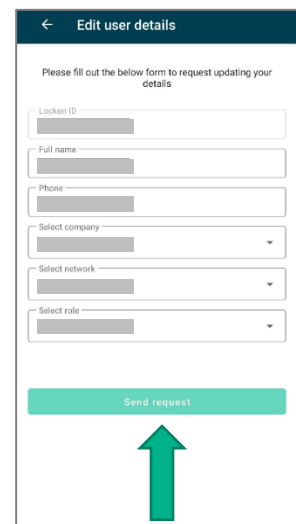 Edit user details
Please fill out the below form to request updating your
details
Locken ID
Full name
Phone
Select company
Select network
Select role
Send request